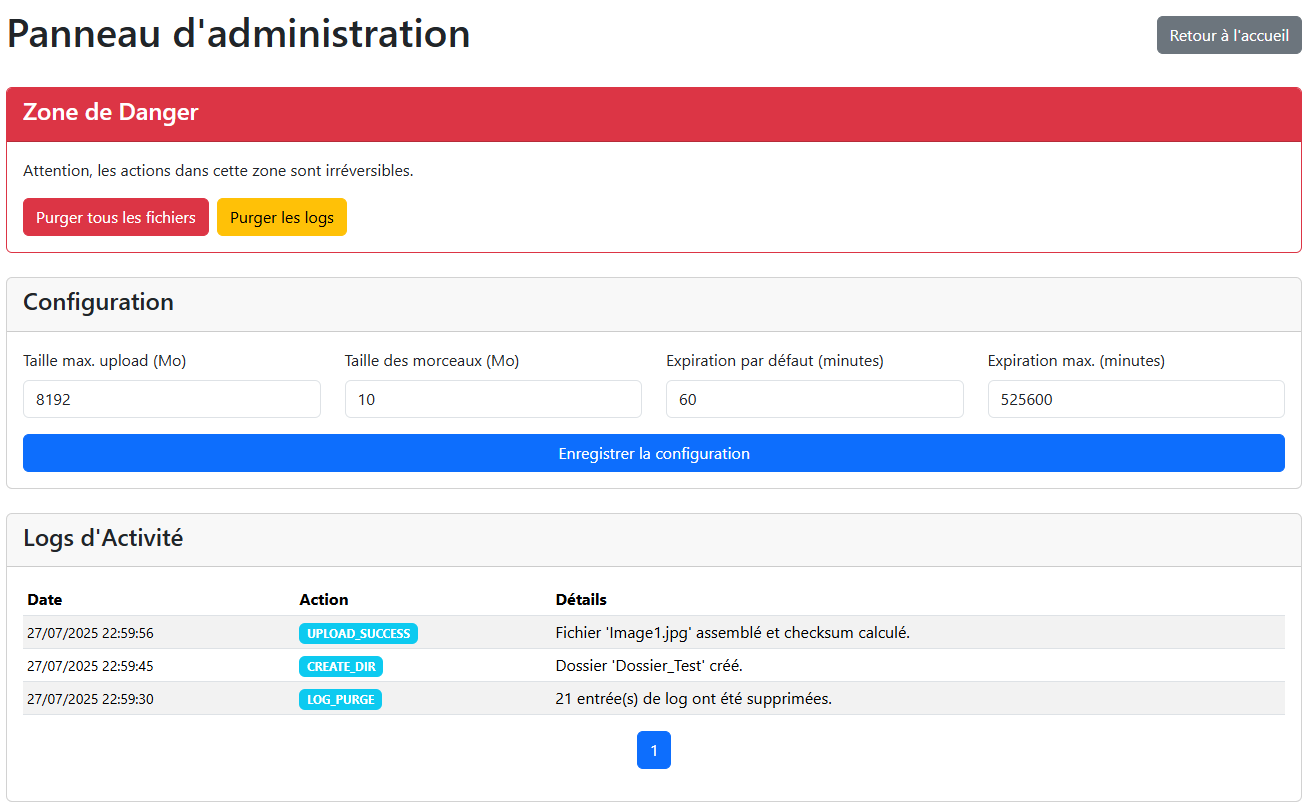 Panneau d'administration
Retour à l'accueil
Zone de Danger
Attention, les actions dans cette zone sont irréversibles.
Purger tous les fichiers
Purger les logs
Configuration
Taille max. upload (Mo)
Taille des morceaux (Mo)
Expiration par défaut (minutes)
Expiration max. (minutes)
8192
10
60
525600
Enregistrer la configuration
Logs d'Activité
Date Action Détails
27/07/2025 22:59:56 UPLOAD_SUCCESS Fichier 'Image1.jpg' assemblé et checksum calculé.
27/07/2025 22:59:45 CREATE_DIR Dossier 'Dossier_Test' créé.
27/07/2025 22:59:30 LOG_PURGE 21 entrée(s) de log ont été supprimées.
1